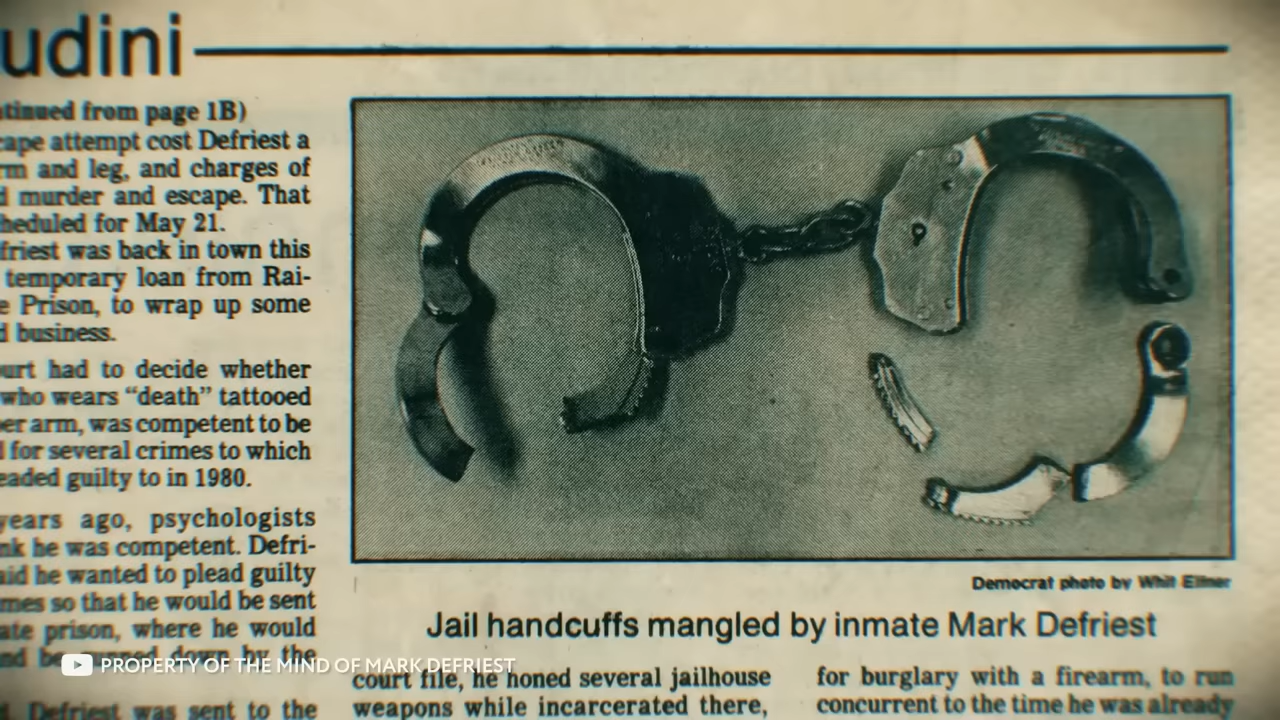 udini
tinued from page 1B)
cape attempt cost Defriest a
rm and leg, and charges of
d murder and escape. That
heduled for May 21.
friest was back in town this
temporary loan from Rai-
e Prison, to wrap up some
d business.
urt had to decide whether
who wears “death” tattooed
per arm, was competent to be
d for several crimes to which
eaded guilty to in 1980.
years ago, psychologists
nk he was competent. Defri-
aid he wanted to plead guilty
mes so that he would be sent
ate prison, where he would
down by the
Defriest was sent to the
Democrat photo by Whit Elfner
Jail handcuffs mangled by inmate Mark Defriest
court file, he honed several jailhouse
weapons while incarcerated there,
for burglary with a firearm, to run
concurrent to the time he was already
PROPERTY OF THE MIND OF MARK DEFRIEST